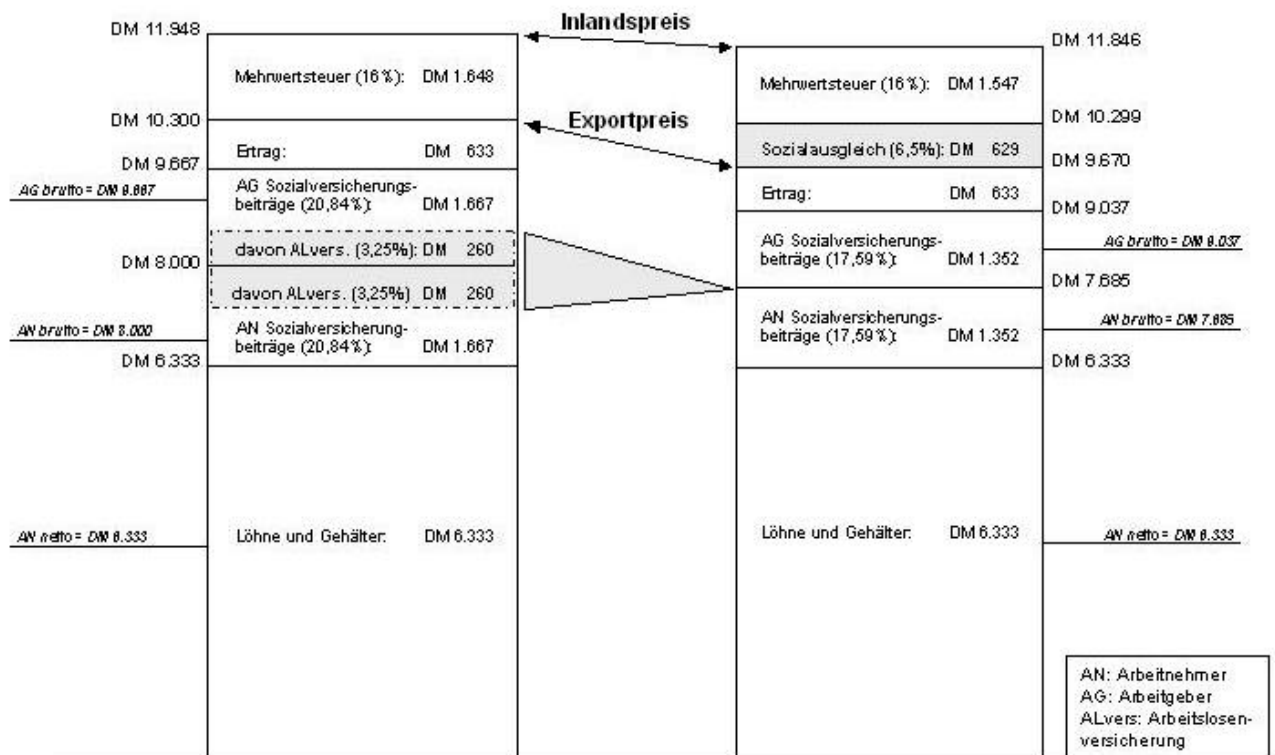 Inlandspreis
DM 11.948
Mehrwertsteuer (16%): DM 1.648
DM 10.300
Exportpreis
Ertrag: DM 633
DM 9.667
AG brutto = DM 9.667
AG Sozialversicherungs-
beiträge (20,84%): DM 1.667
davon ALvers. (3,25%): DM 260
DM 8.000
davon ALvers. (3,25%) DM 260
AN brutto = DM 8.000
AN Sozialversicherung-
beiträge (20,84%): DM 1.667
DM 6.333
AN netto = DM 6.333
Löhne und Gehälter: DM 6.333
DM 11.846
Mehrwertsteuer (16%): DM 1.547
DM 10.299
Sozialausgleich (6,5%): DM 629
DM 9.670
Ertrag: DM 633
DM 9.037
AG Sozialversicherungs-
beiträge (17,59%): DM 1.352
AG brutto = DM 9.037
DM 7.685
AN Sozialversicherungs-
beiträge (17,59%): DM 1.352
AN brutto = DM 7.685
DM 6.333
Löhne und Gehälter: DM 6.333
AN netto = DM 6.333
AN: Arbeitnehmer
AG: Arbeitgeber
ALvers: Arbeitslosen-
versicherung